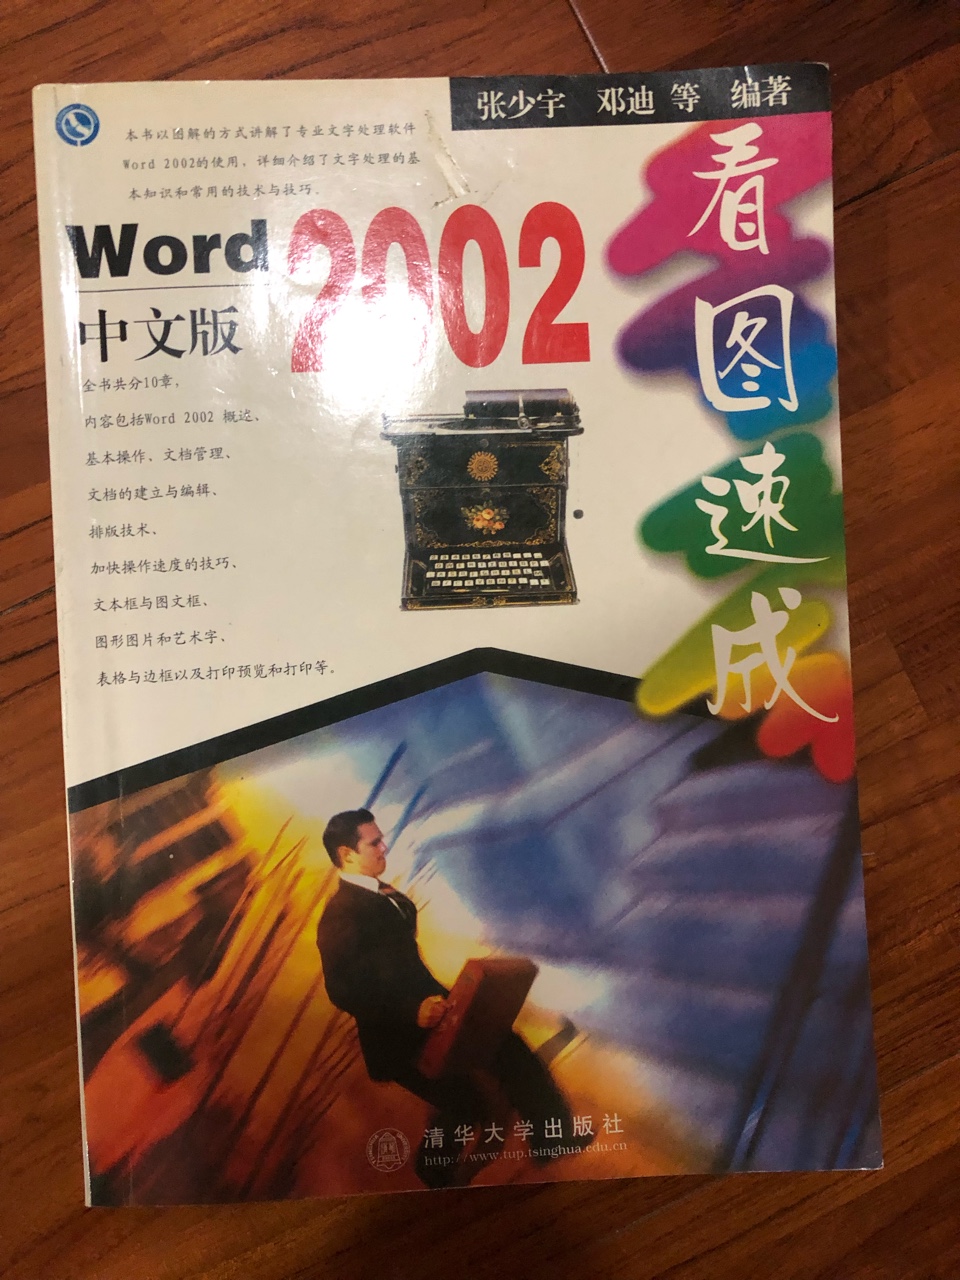 张少宇 邓迪 等 编著
本书以图解的方式讲解了专业文字处理软件
Word 2002的使用，详细介绍了文字处理的基
本知识和常用的技术与技巧。
Word 2002
中文版
看图速成
全书共分10章，
内容包括Word 2002 概述、
基本操作、文档管理、
文档的建立与编辑、
排版技术、
加快操作速度的技巧、
文本框与图文框、
图形图片和艺术字、
表格与边框以及打印预览和打印等。
清华大学出版社
http://www.tup.tsinghua.edu.cn